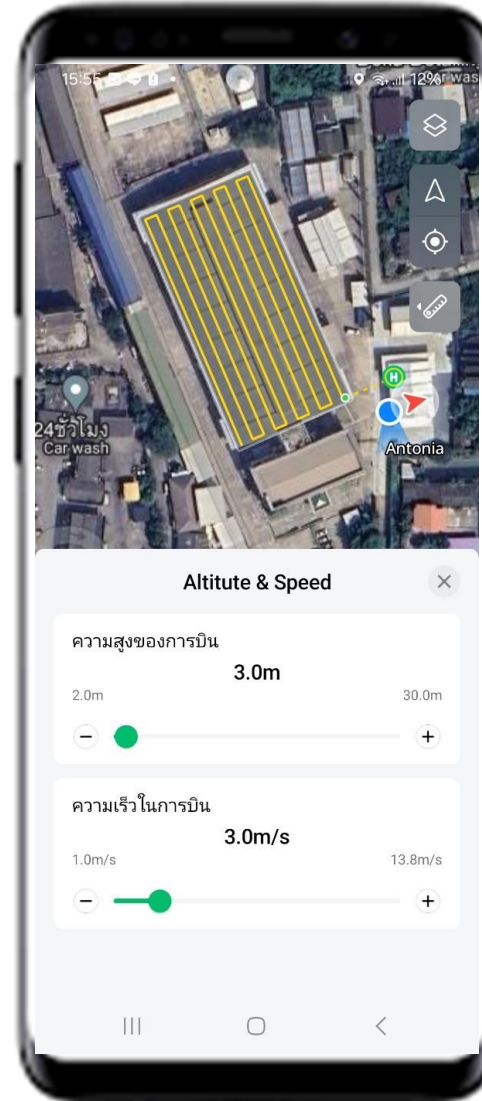 15:55
12%
24ชั่วโมง
Car wash
H
Antonia
Altitute & Speed
ความสูงของการบิน
3.0m
2.0m
30.0m
ความเร็วในการบิน
3.0m/s
1.0m/s
13.8m/s